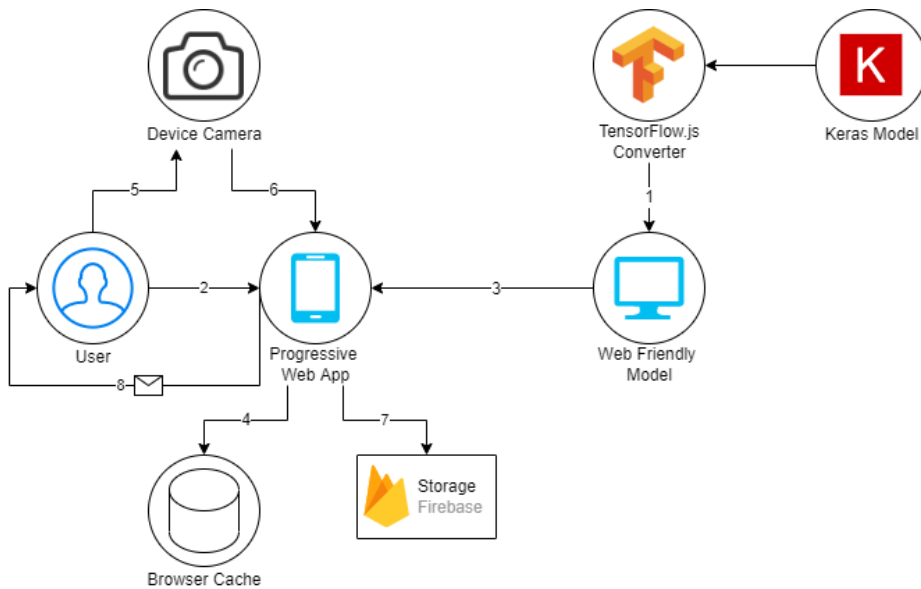 K
Device Camera
TensorFlow.js
Converter
Keras Model
5
6
1
2
3
User
Progressive
Web App
Web Friendly
Model
8
4
7
Storage
Firebase
Browser Cache